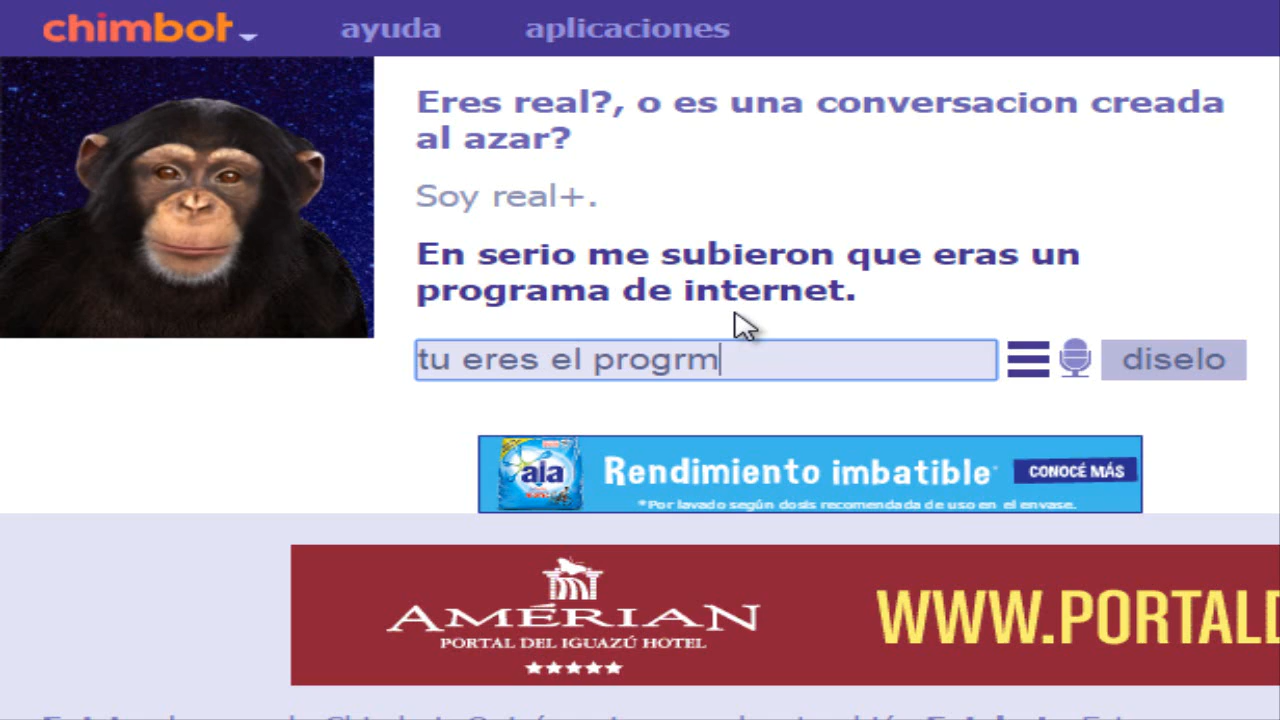 chimbot ayuda aplicaciones
Eres real?, o es una conversacion creada
al azar?
Soy real+.
En serio me subieron que eras un
programa de internet.
tu eres el progrm diselo
ala Rendimiento imbatible* CONOCÉ MÁS
*Por lavado según dosis recomendada de uso en el envase.
AMÉRIAN
PORTAL DEL IGUAZÚ HOTEL
WWW.PORTALD